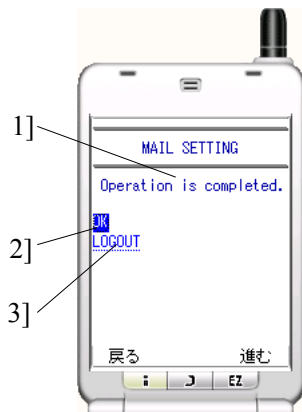 1]
MAIL SETTING
Operation is completed.
2]
OK
LOGOUT
3]
戻る 進む
i EZ